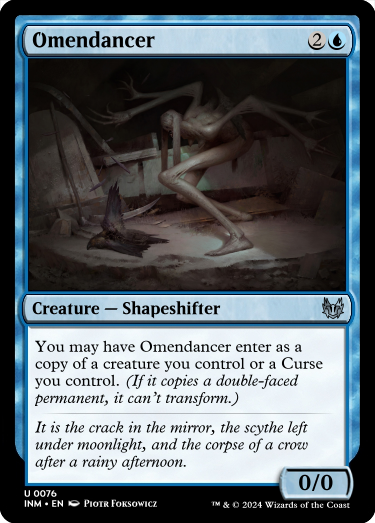 Omendancer 2
Creature — Shapeshifter
You may have Omendancer enter as a
copy of a creature you control or a Curse
you control. (If it copies a double-faced
permanent, it can't transform.)
It is the crack in the mirror, the scythe left
under moonlight, and the corpse of a crow
after a rainy afternoon.
0/0
U 0076
INM • EN Piotr Foksowicz
™ & © 2024 Wizards of the Coast